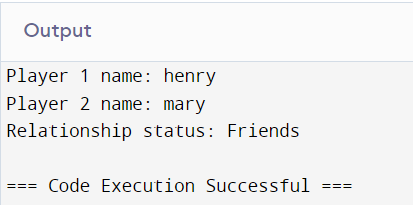 Output
Player 1 name: henry
Player 2 name: mary
Relationship status: Friends
=== Code Execution Successful ===